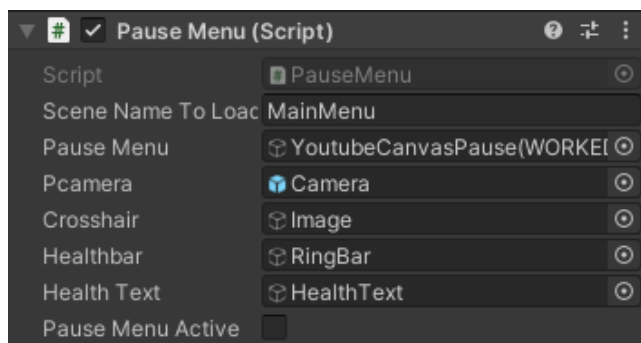 # Pause Menu (Script)
Script PauseMenu
Scene Name To Loac MainMenu
Pause Menu YoutubeCanvasPause(WORKE
Pcamera Camera
Crosshair Image
Healthbar RingBar
Health Text HealthText
Pause Menu Active